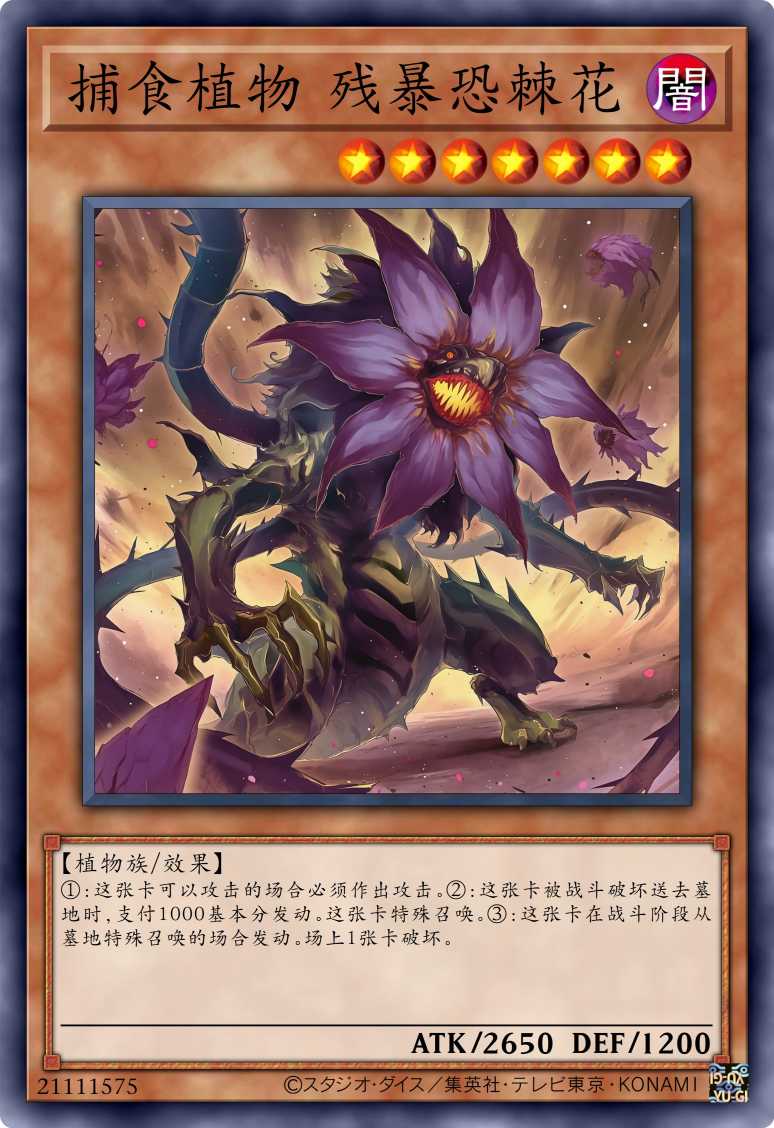 捕食植物 残暴恐棘花
闇
【植物族/效果】
①:这张卡可以攻击的场合必须作出攻击。②:这张卡被战斗破坏送去墓
地时,支付1000基本分发动。这张卡特殊召唤。③:这张卡在战斗阶段从
墓地特殊召唤的场合发动。场上1张卡破坏。
ATK/2650 DEF/1200
21111575 ©スタジオ・ダイス/集英社・テレビ東京・KONAMI